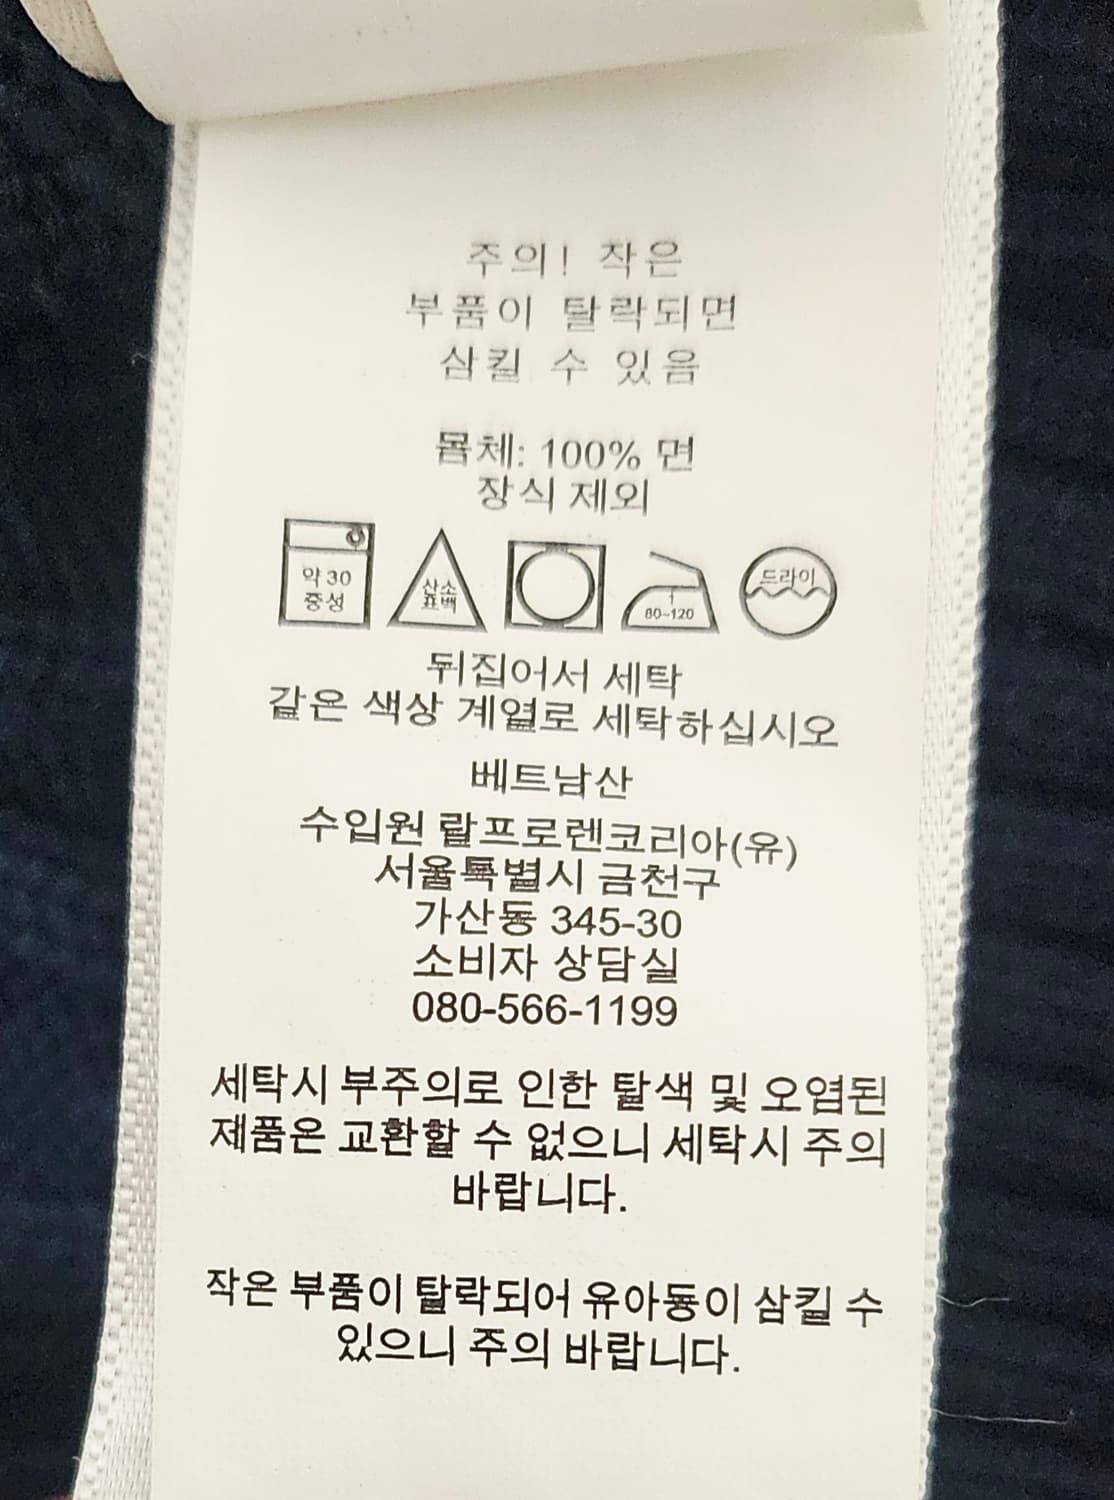 주의! 작은
부품이 탈락되면
삼킬 수 있음
몸체: 100% 면
장식 제외
약 30
중성
산소
표백
80~120
드라이
뒤집어서 세탁
같은 색상 계열로 세탁하십시오
베트남산
수입원 랄프로렌코리아(유)
서울특별시 금천구
가산동 345-30
소비자 상담실
080-566-1199
세탁시 부주의로 인한 탈색 및 오염된
제품은 교환할 수 없으니 세탁시 주의
바랍니다.
작은 부품이 탈락되어 유아동이 삼킬 수
있으니 주의 바랍니다.